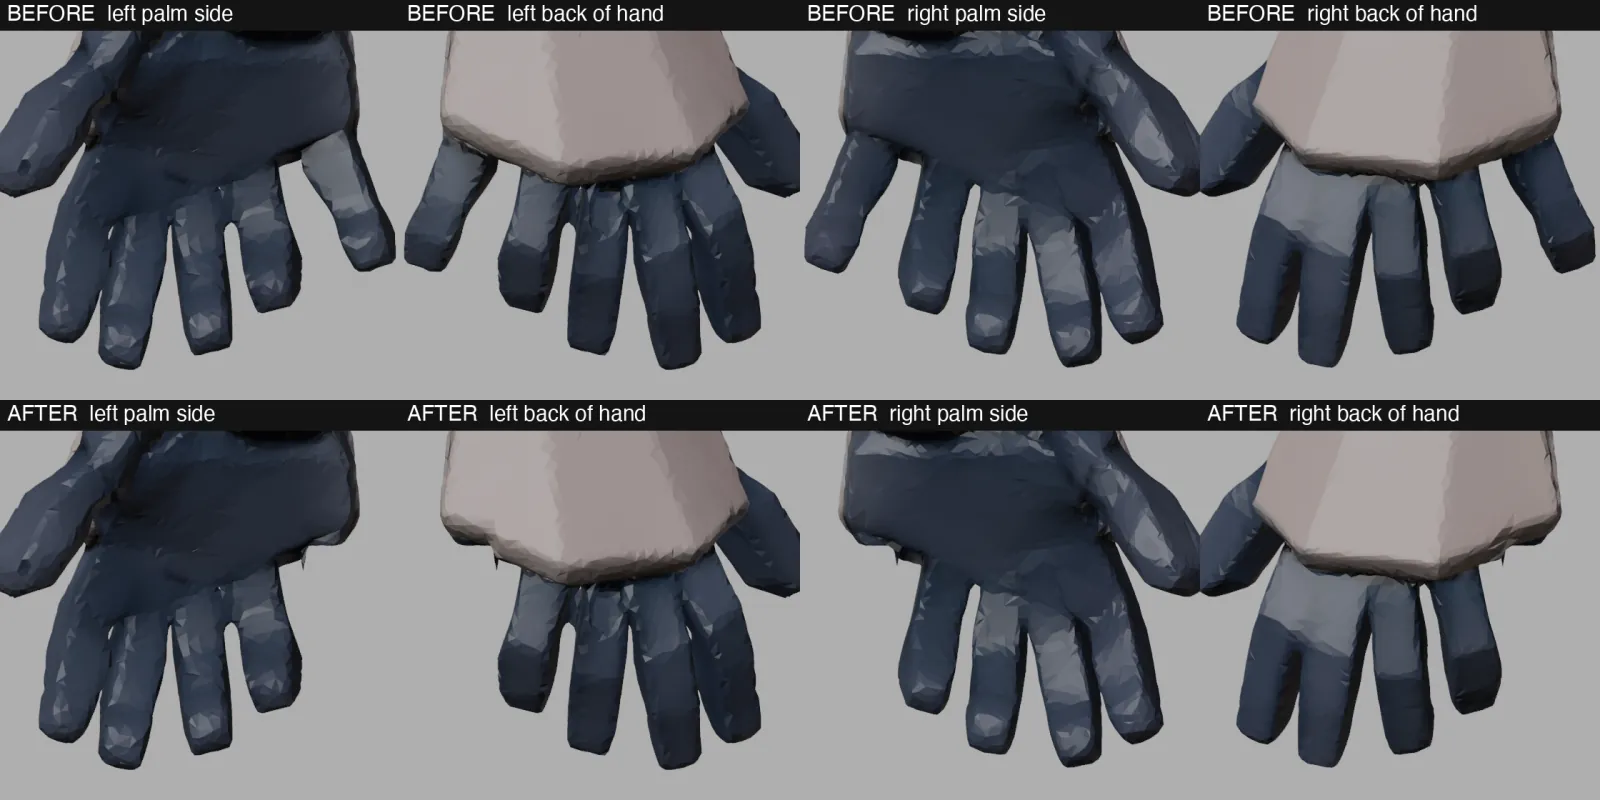 BEFORE left palm side
BEFORE left back of hand
BEFORE right palm side
BEFORE right back of hand
AFTER left palm side
AFTER left back of hand
AFTER right palm side
AFTER right back of hand